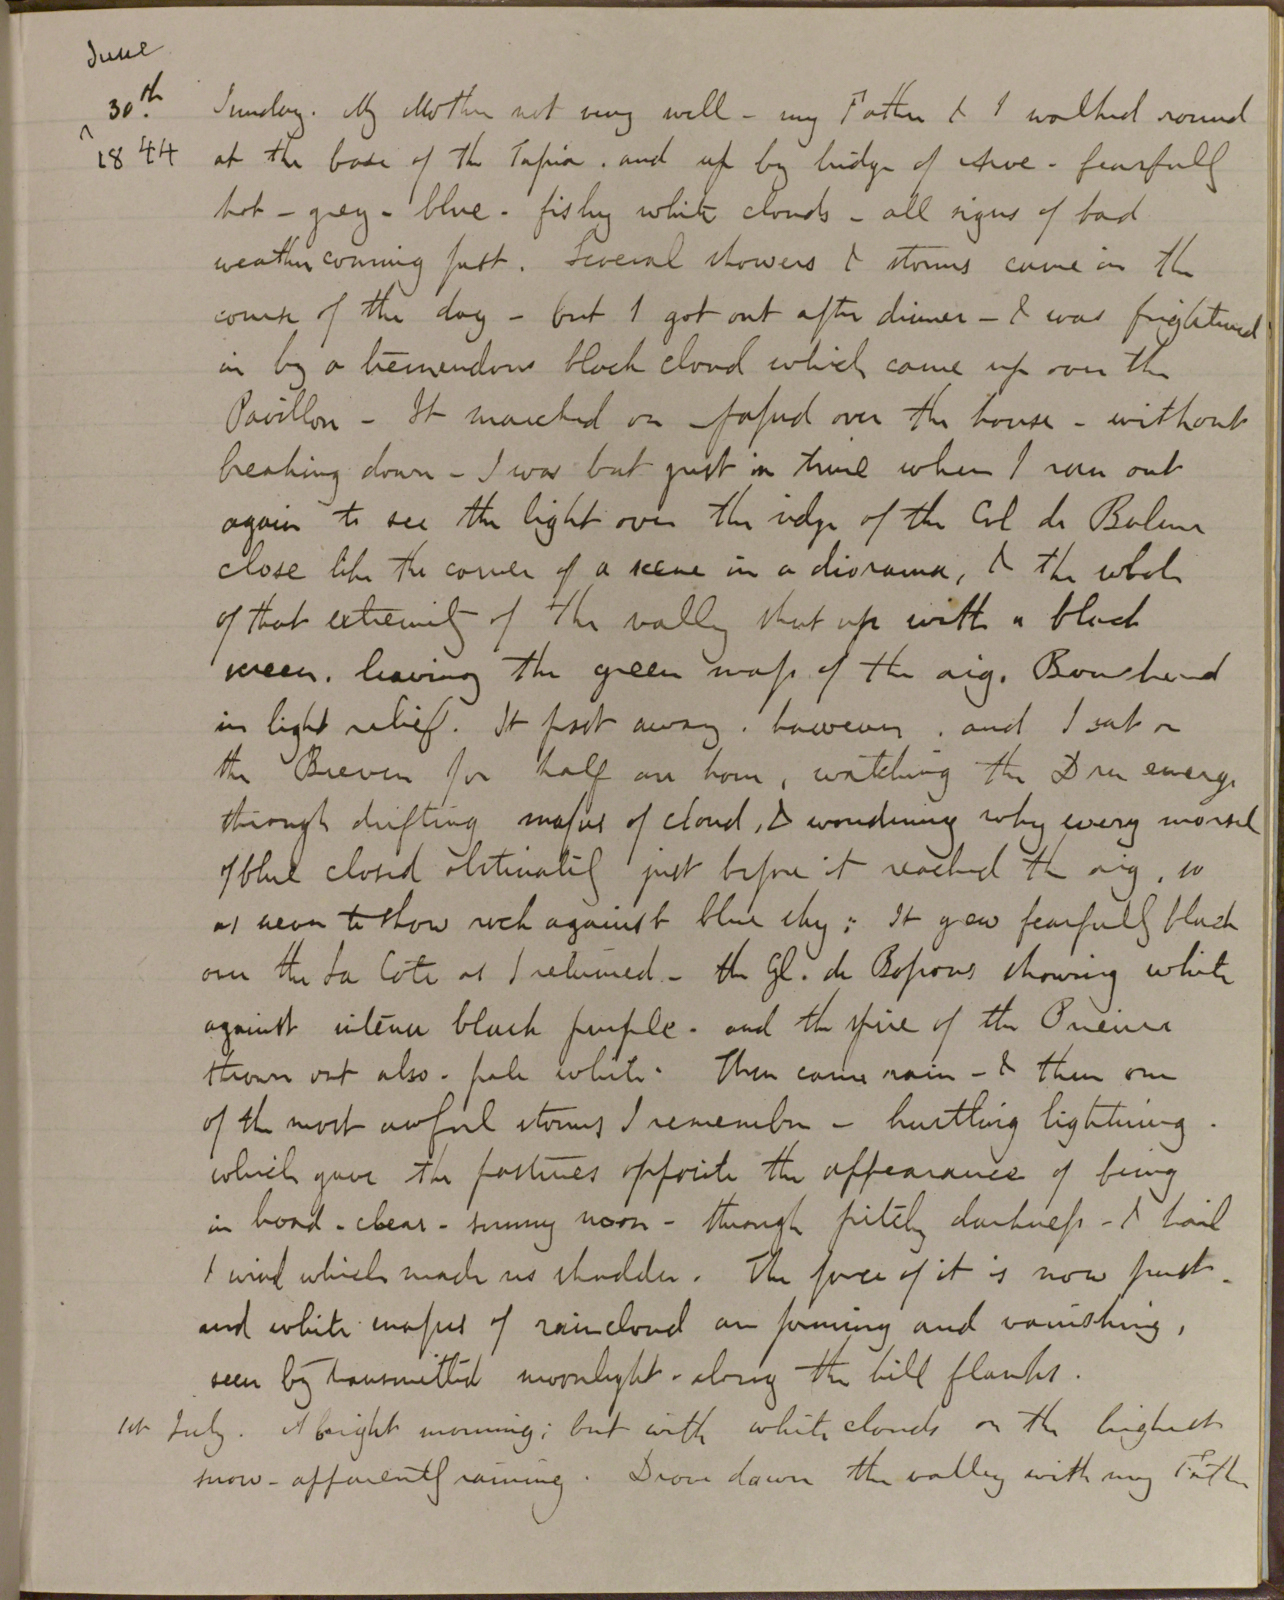 June
30th. Sunday. My Mother not very well - my Father & I walked round
^ 1844 at the base of the Tapia. and up by bridge of Arve - fearfully
hot - grey - blue - fishy white clouds - all signs of bad
weather coming fast. Several showers & storms came in the
course of the day - but I got out after dinner - & was frightened
in by a tremendous black cloud which came up over the
Pavillon - It marched on - passed over the house - without
breaking down - I was but just in time when I ran out
again to see the light over the ridge of the Col de Balme
close like the corner of a scene in a diorama, & the whole
of that extremity of the valley shut up with a black
screen. leaving the green mass of the aig. Bouchard
in light relief. It past away. however. and I sat on
the Breven for half an hour, watching the Dru emerge
through drifting masses of cloud, & wondering why every morsel
of blue closed obstinately just before it reached the aig, so
as never to show rock against blue sky; It grew fearfully black
over the La Cote as I returned - the Gl. de Bossons showing white
against intense black purple. and the spire of the Prieure
thrown out also. pale white. Then came rain - & then one
of the most awful storms I remember - hurtling lightning.
which gave the pastures opposite the appearance of being
in broad - clear - sunny noon - through pitchy darkness - & hail
& wind which made us shudder. The force of it is now past -
and white masses of raincloud are forming and vanishing,
seen by transmitted moonlight - along the hill flanks.
1st July. A bright morning; but with white clouds on the highest
snow - apparently raining. Drove down the valley with my Father